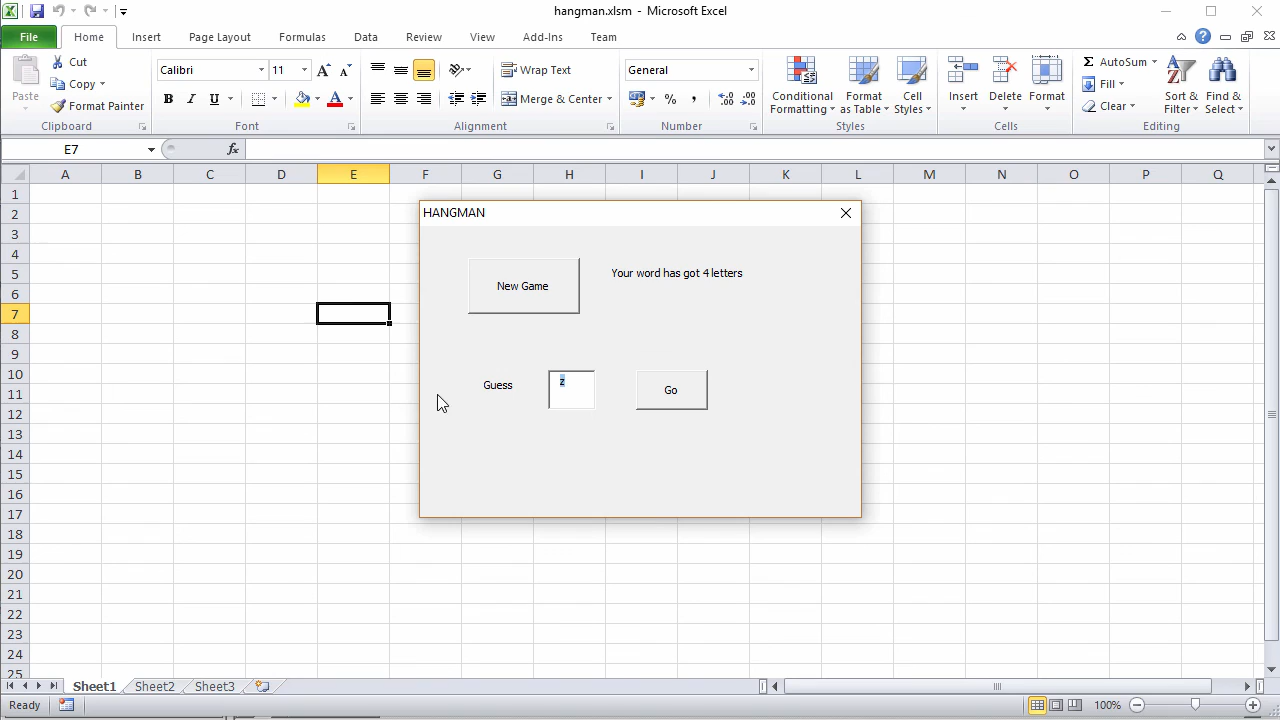 hangman.xlsm - Microsoft Excel
File Home Insert Page Layout Formulas Data Review View Add-Ins Team
Paste
Cut
Copy
Format Painter
Clipboard
Calibri 11
B I U
Font
Wrap Text
Merge & Center
Alignment
General
% ,
Number
Conditional Formatting
Format as Table
Cell Styles
Styles
Insert Delete Format
Cells
AutoSum
Fill
Clear
Sort & Filter
Find & Select
Editing
E7 fx
A B C D E F G H I J K L M N O P Q
1
2
3
4
5
6
7
8
9
10
11
12
13
14
15
16
17
18
19
20
21
22
23
24
25
HANGMAN
New Game
Your word has got 4 letters
Guess z Go
Sheet1 Sheet2 Sheet3
Ready 100%